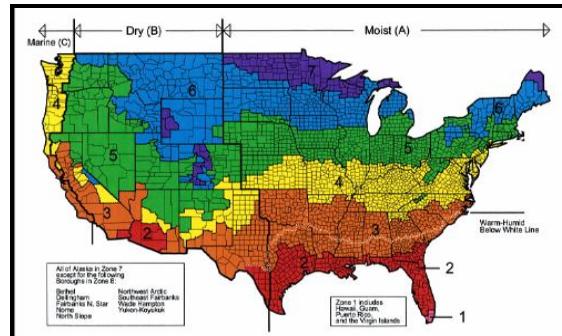 Marine (C)
Dry (B)
Moist (A)
7
6
6
4
5
5
4
3
3
2
2
Warm-Humid
Below White Line
2
1
All of Alaska in Zone 7
except for the following
Boroughs in Zone 8:
Bethel Northwest Arctic
Dellingham Southeast Fairbanks
Fairbanks N. Star Wade Hampton
Nome Yukon-Koyukuk
North Slope
Zone 1 includes
Hawaii, Guam,
Puerto Rico,
and the Virgin Islands